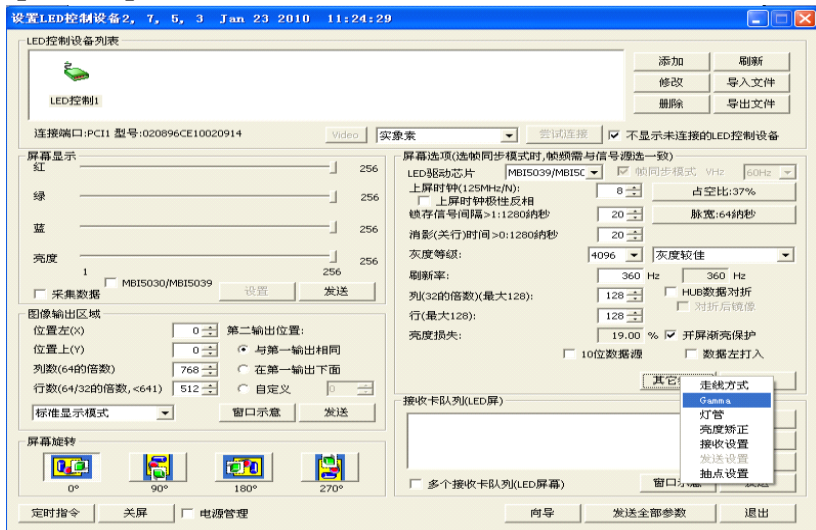 设置LED控制设备2, 7, 5, 3 Jan 23 2010 11:24:29
LED控制设备列表
LED控制1
添加 刷新
修改 导入文件
删除 导出文件
连接端口:PCI1 型号:020896CE10020914 Video 实象素 尝试连接 不显示未连接的LED控制设备
屏幕显示
红 256
绿 256
蓝 256
亮度 256
1 256
MBI5030/MBI5039
采集数据 设置 发送
屏幕选项(选帧同步模式时,帧频需与信号源选一致)
LED驱动芯片 MBI5039/MBI5C 帧同步模式 VHz 60Hz
上屏时钟(125MHz/N): 8 占空比:37%
上屏时钟极性反相
锁存信号间隔>1:1280纳秒 20 脉宽:64纳秒
消影(关行)时间>0:1280纳秒 20
灰度等级: 4096 灰度较佳
刷新率: 360 Hz 360 Hz
列(32的倍数)(最大128): 128 HUB数据对折
对折后镜像
行(最大128): 128
亮度损失: 19.00 % 开屏渐亮保护
10位数据源 数据左打入
其它
图像输出区域
位置左(X) 0 第二输出位置:
位置上(Y) 0 与第一输出相同
列数(64的倍数) 768 在第一输出下面
行数(64/32的倍数,<641) 512 自定义 0
标准显示模式 窗口示意 发送
走线方式
Gamma
灯管
亮度矫正
接收设置
发送设置
抽点设置
接收卡队列(LED屏)
多个接收卡队列(LED屏幕) 窗口
屏幕旋转
0° 90° 180° 270°
定时指令 关屏 电源管理 向导 发送全部参数 退出